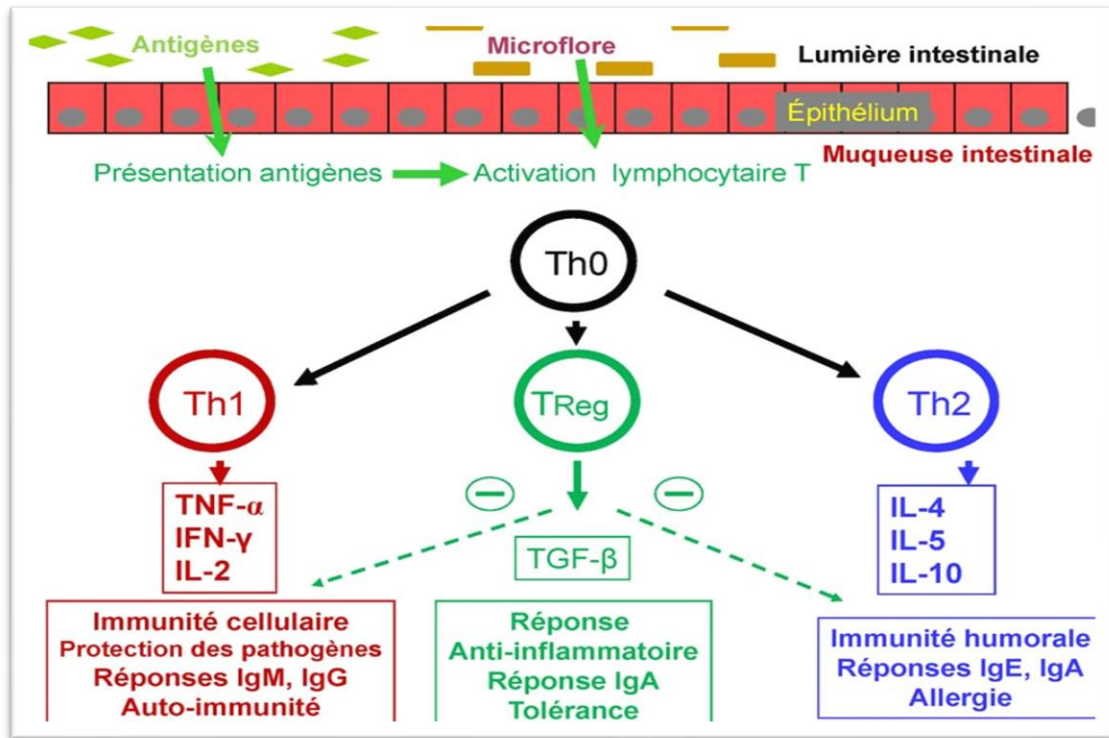 Antigènes
Microflore
Lumière intestinale
Épithélium
Muqueuse intestinale
Présentation antigènes
Activation lymphocytaire T
Th0
Th1
TReg
Th2
TNF-α
IFN-γ
IL-2
TGF-β
IL-4
IL-5
IL-10
Immunité cellulaire
Protection des pathogènes
Réponses IgM, IgG
Auto-immunité
Réponse
Anti-inflammatoire
Réponse IgA
Tolérance
Immunité humorale
Réponses IgE, IgA
Allergie